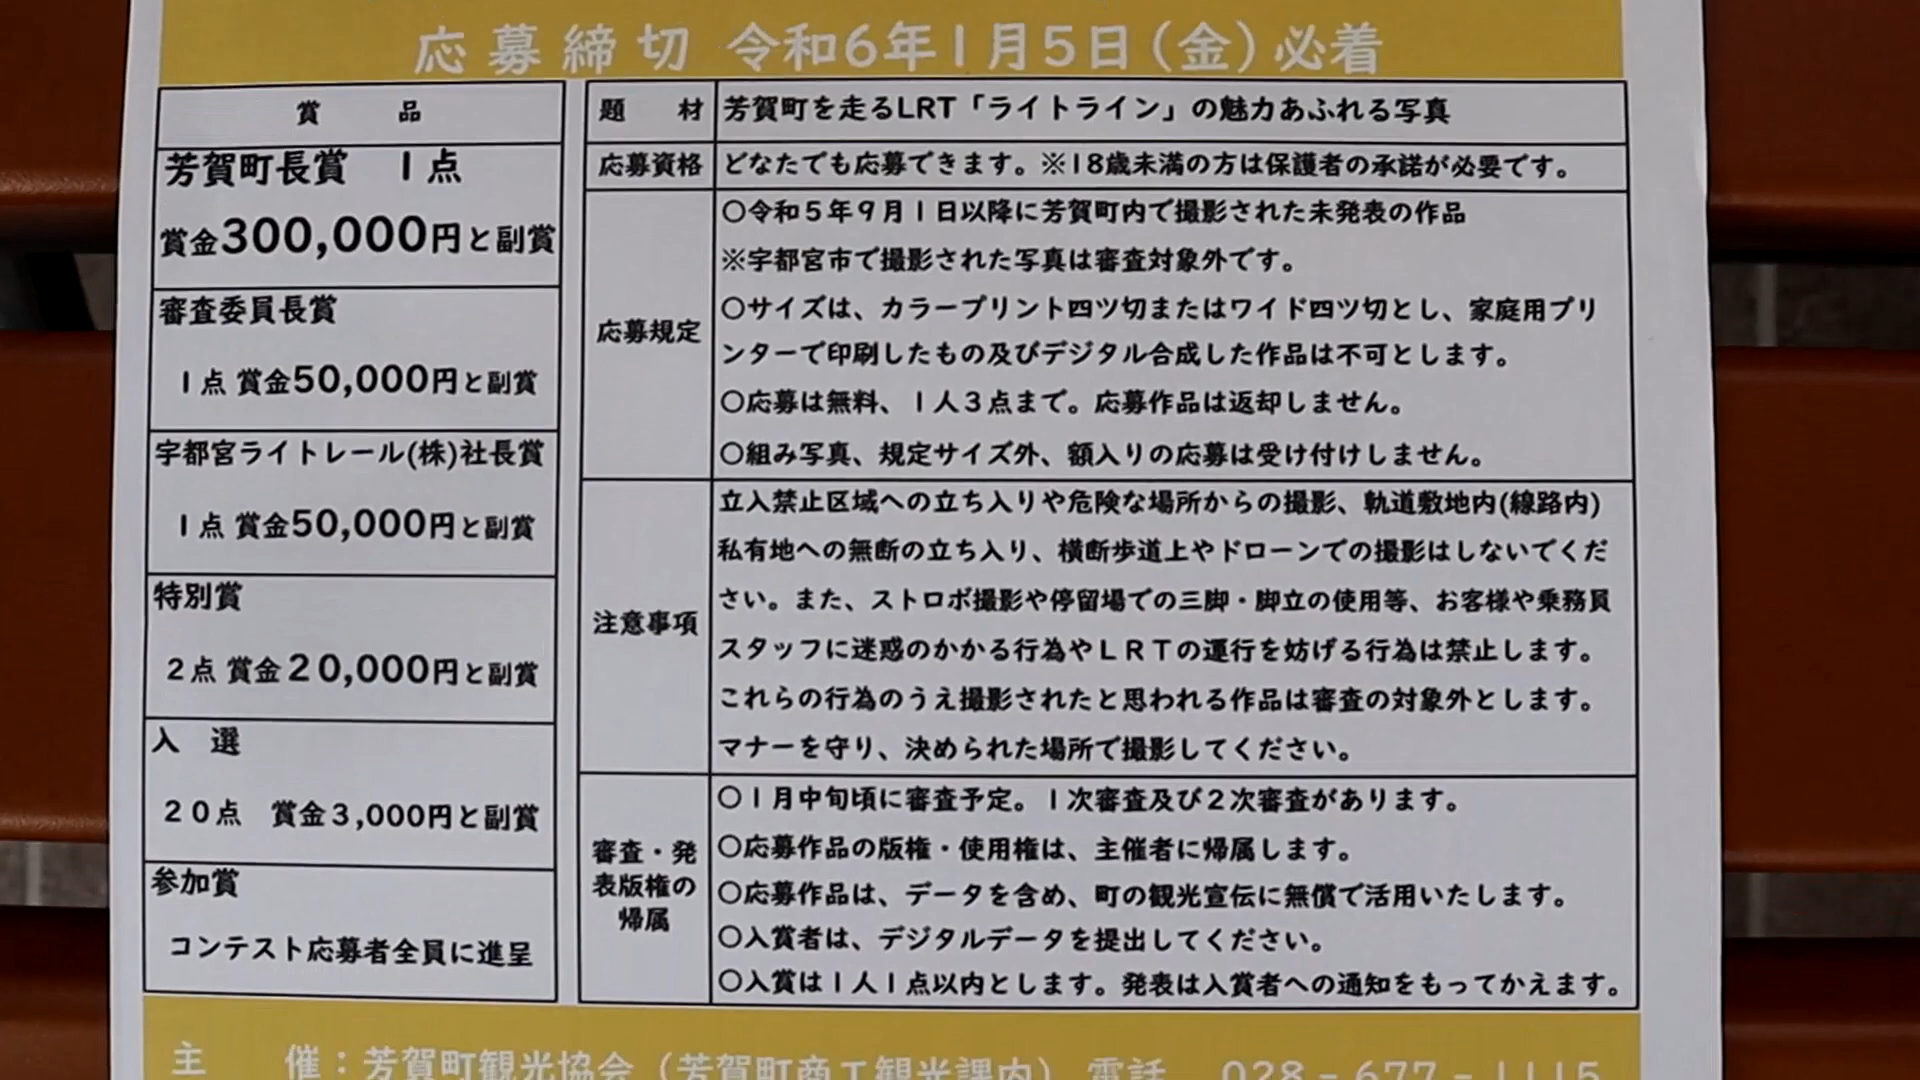 応募締切 令和6年1月5日(金)必着
賞 品
芳賀町長賞 1点
賞金300,000円と副賞
審査委員長賞
1点 賞金50,000円と副賞
宇都宮ライトレール(株)社長賞
1点 賞金50,000円と副賞
特別賞
2点 賞金20,000円と副賞
入 選
20点 賞金3,000円と副賞
参加賞
コンテスト応募者全員に進呈
題 材
芳賀町を走るLRT「ライトライン」の魅力あふれる写真
応募資格
どなたでも応募できます。※18歳未満の方は保護者の承諾が必要です。
応募規定
○令和5年9月1日以降に芳賀町内で撮影された未発表の作品
※宇都宮市で撮影された写真は審査対象外です。
○サイズは、カラープリント四ツ切またはワイド四ツ切とし、家庭用プリ
ンターで印刷したもの及びデジタル合成した作品は不可とします。
○応募は無料、1人3点まで。応募作品は返却しません。
○組み写真、規定サイズ外、額入りの応募は受け付けしません。
注意事項
立入禁止区域への立ち入りや危険な場所からの撮影、軌道敷地内(線路内)
私有地への無断の立ち入り、横断歩道上やドローンでの撮影はしないでくだ
さい。また、ストロボ撮影や停留場での三脚・脚立の使用等、お客様や乗務員
スタッフに迷惑のかかる行為やLRTの運行を妨げる行為は禁止します。
これらの行為のうえ撮影されたと思われる作品は審査の対象外とします。
マナーを守り、決められた場所で撮影してください。
審査・発
表版権の
帰属
○1月中旬頃に審査予定。1次審査及び2次審査があります。
○応募作品の版権・使用権は、主催者に帰属します。
○応募作品は、データを含め、町の観光宣伝に無償で活用いたします。
○入賞者は、デジタルデータを提出してください。
○入賞は1人1点以内とします。発表は入賞者への通知をもってかえます。
主 催：芳賀町観光協会(芳賀町商工観光課内) 電話 028-677-1115